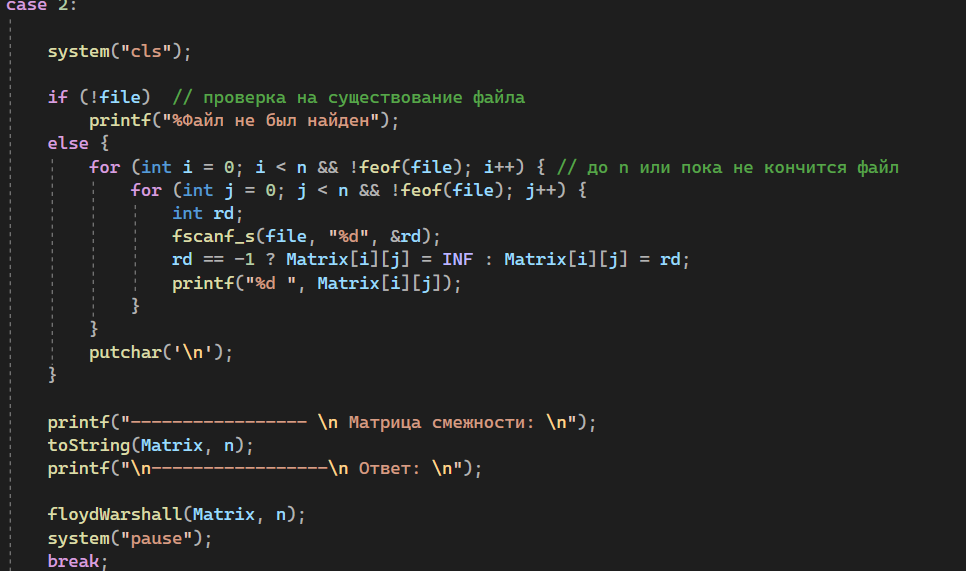 case 2:
system("cls");
if (!file)  // проверка на существование файла
printf("%Файл не был найден");
else {
for (int i = 0; i < n && !feof(file); i++) { // до n или пока не кончится файл
for (int j = 0; j < n && !feof(file); j++) {
int rd;
fscanf_s(file, "%d", &rd);
rd == -1 ? Matrix[i][j] = INF : Matrix[i][j] = rd;
printf("%d ", Matrix[i][j]);
}
}
putchar('\n');
}
printf("----------------- \n Матрица смежности: \n");
toString(Matrix, n);
printf("\n-----------------\n Ответ: \n");
floydWarshall(Matrix, n);
system("pause");
break;